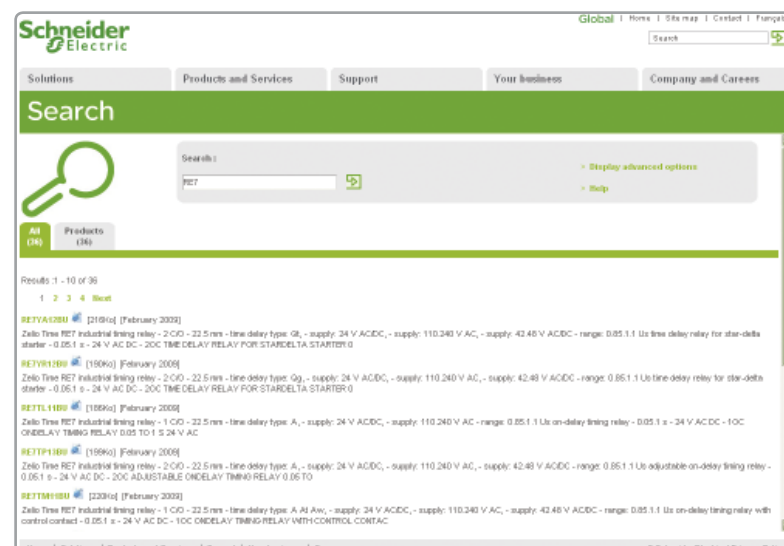 Schneider
Electric
Global | Home | Site map | Contact | Françai
Search
Solutions
Products and Services
Support
Your business
Company and Careers
Search
Search :
RE7
Display advanced options
Help
All
(36)
Products
(36)
Results :1 - 10 of 36
1 2 3 4 Next
RE7YA12BU [216Ko] [February 2009]
Zelio Time RE7 industrial timing relay - 2 C/O - 22.5 mm - time delay type: Qt, - supply: 24 V AC/DC, - supply: 110.240 V AC, - supply: 42.48 V AC/DC - range: 0.05.1.1 Us time delay relay for star-delta
starter - 0.05.1 s - 24 V AC DC - 2OC TIME DELAY RELAY FOR STARDELTA STARTER 0
RE7YR12BU [190Ko] [February 2009]
Zelio Time RE7 industrial timing relay - 2 C/O - 22.5 mm - time delay type: Qg, - supply: 24 V AC/DC, - supply: 110.240 V AC, - supply: 42.48 V AC/DC - range: 0.05.1.1 Us time delay relay for star-delta
starter - 0.05.1 s - 24 V AC DC - 2OC TIME DELAY RELAY FOR STARDELTA STARTER 0
RE7TL11BU [186Ko] [February 2009]
Zelio Time RE7 industrial timing relay - 1 C/O - 22.5 mm - time delay type: A, - supply: 24 V AC/DC, - supply: 110.240 V AC - range: 0.05.1.1 Us on-delay timing relay - 0.05.1 s - 24 V AC DC - 1OC
ONDELAY TIMING RELAY 0.05 TO 1 S 24 V AC
RE7TP13BU [199Ko] [February 2009]
Zelio Time RE7 industrial timing relay - 2 C/O - 22.5 mm - time delay type: A, - supply: 24 V AC/DC, - supply: 110.240 V AC, - supply: 42.48 V AC/DC - range: 0.05.1.1 Us adjustable on-delay timing relay -
0.05.1 s - 24 V AC DC - 2OC ADJUSTABLE ONDELAY TIMING RELAY 0.05 TO
RE7TM11BU [220Ko] [February 2009]
Zelio Time RE7 industrial timing relay - 1 C/O - 22.5 mm - time delay type: A At Aw, - supply: 24 V AC/DC, - supply: 110.240 V AC, - supply: 42.48 V AC/DC - range: 0.05.1.1 Us on-delay timing relay with
control contact - 0.05.1 s - 24 V AC DC - 1OC ONDELAY TIMING RELAY WITH CONTROL CONTAC